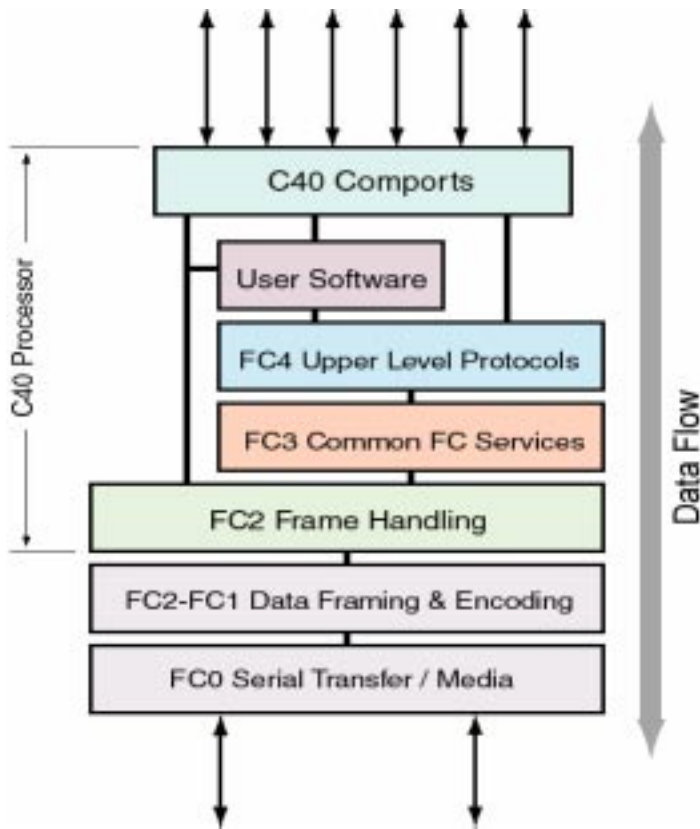 C40 Comports
User Software
FC4 Upper Level Protocols
FC3 Common FC Services
FC2 Frame Handling
FC2-FC1 Data Framing & Encoding
FC0 Serial Transfer / Media
C40 Processor
Data Flow